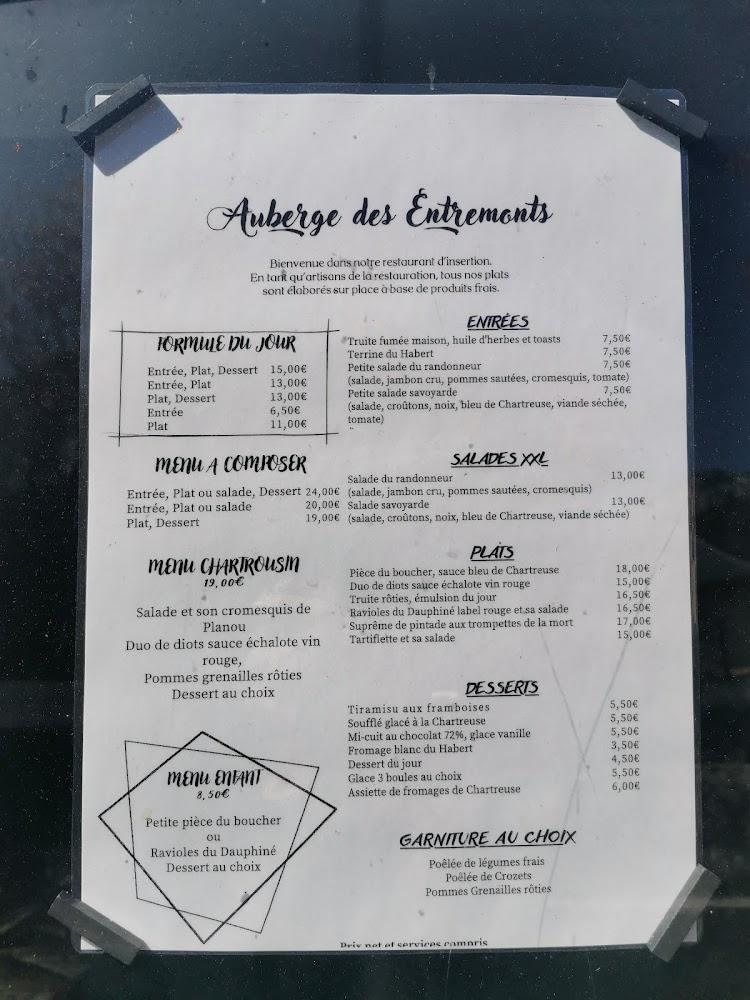 Auberge des Entremonts
Bienvenue dans notre restaurant d'insertion.
En tant qu'artisans de la restauration, tous nos plats
sont élaborés sur place à base de produits frais.
FORMULE DU JOUR
Entrée, Plat, Dessert 15,00€
Entrée, Plat 13,00€
Plat, Dessert 13,00€
Entrée 6,50€
Plat 11,00€
MENU A COMPOSER
Entrée, Plat ou salade, Dessert 24,00€
Entrée, Plat ou salade 20,00€
Plat, Dessert 19,00€
MENU CHARTROUSIN
19,00€
Salade et son cromesquis de
Planou
Duo de diots sauce échalote vin
rouge,
Pommes grenailles rôties
Dessert au choix
MENU ENFANT
8,50€
Petite pièce du boucher
ou
Ravioles du Dauphiné
Dessert au choix
ENTRÉES
Truite fumée maison, huile d'herbes et toasts 7,50€
Terrine du Habert 7,50€
Petite salade du randonneur 7,50€
(salade, jambon cru, pommes sautées, cromesquis, tomate)
Petite salade savoyarde 7,50€
(salade, croûtons, noix, bleu de Chartreuse, viande séchée,
tomate)
SALADES XXL
Salade du randonneur 13,00€
(salade, jambon cru, pommes sautées, cromesquis)
Salade savoyarde 13,00€
(salade, croûtons, noix, bleu de Chartreuse, viande séchée)
PLATS
Pièce du boucher, sauce bleu de Chartreuse 18,00€
Duo de diots sauce échalote vin rouge 15,00€
Truite rôties, émulsion du jour 16,50€
Ravioles du Dauphiné label rouge et sa salade 16,50€
Suprême de pintade aux trompettes de la mort 17,00€
Tartiflette et sa salade 15,00€
DESSERTS
Tiramisu aux framboises 5,50€
Soufflé glacé à la Chartreuse 5,50€
Mi-cuit au chocolat 72%, glace vanille 5,50€
Fromage blanc du Habert 3,50€
Dessert du jour 4,50€
Glace 3 boules au choix 5,50€
Assiette de fromages de Chartreuse 6,00€
GARNITURE AU CHOIX
Poêlée de légumes frais
Poêlée de Crozets
Pommes Grenailles rôties
Prix net et services compris